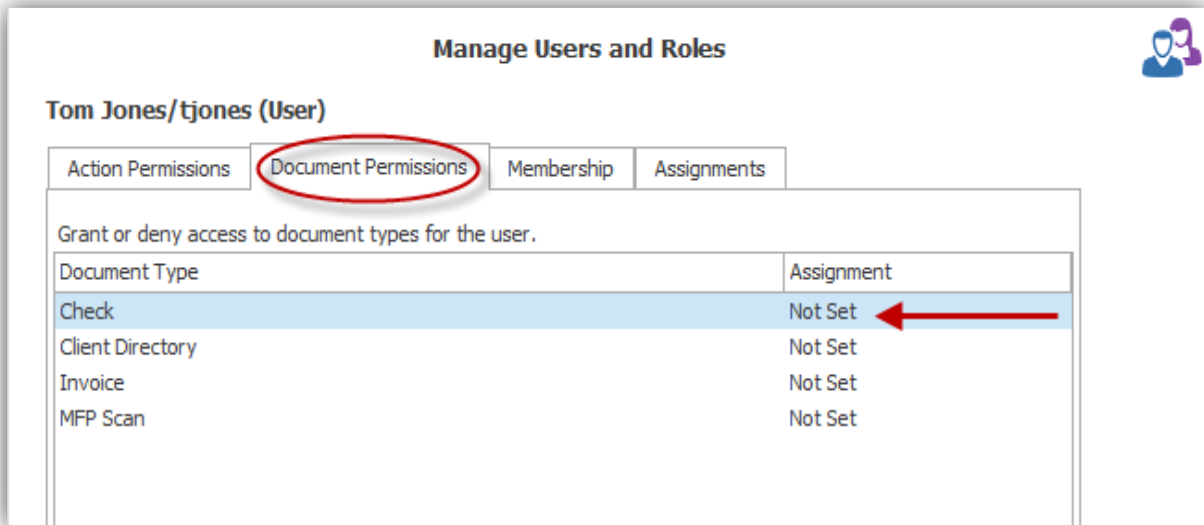 Manage Users and Roles
Tom Jones/tjones (User)
Action Permissions Document Permissions Membership Assignments
Grant or deny access to document types for the user.
Document Type Assignment
Check Not Set
Client Directory Not Set
Invoice Not Set
MFP Scan Not Set